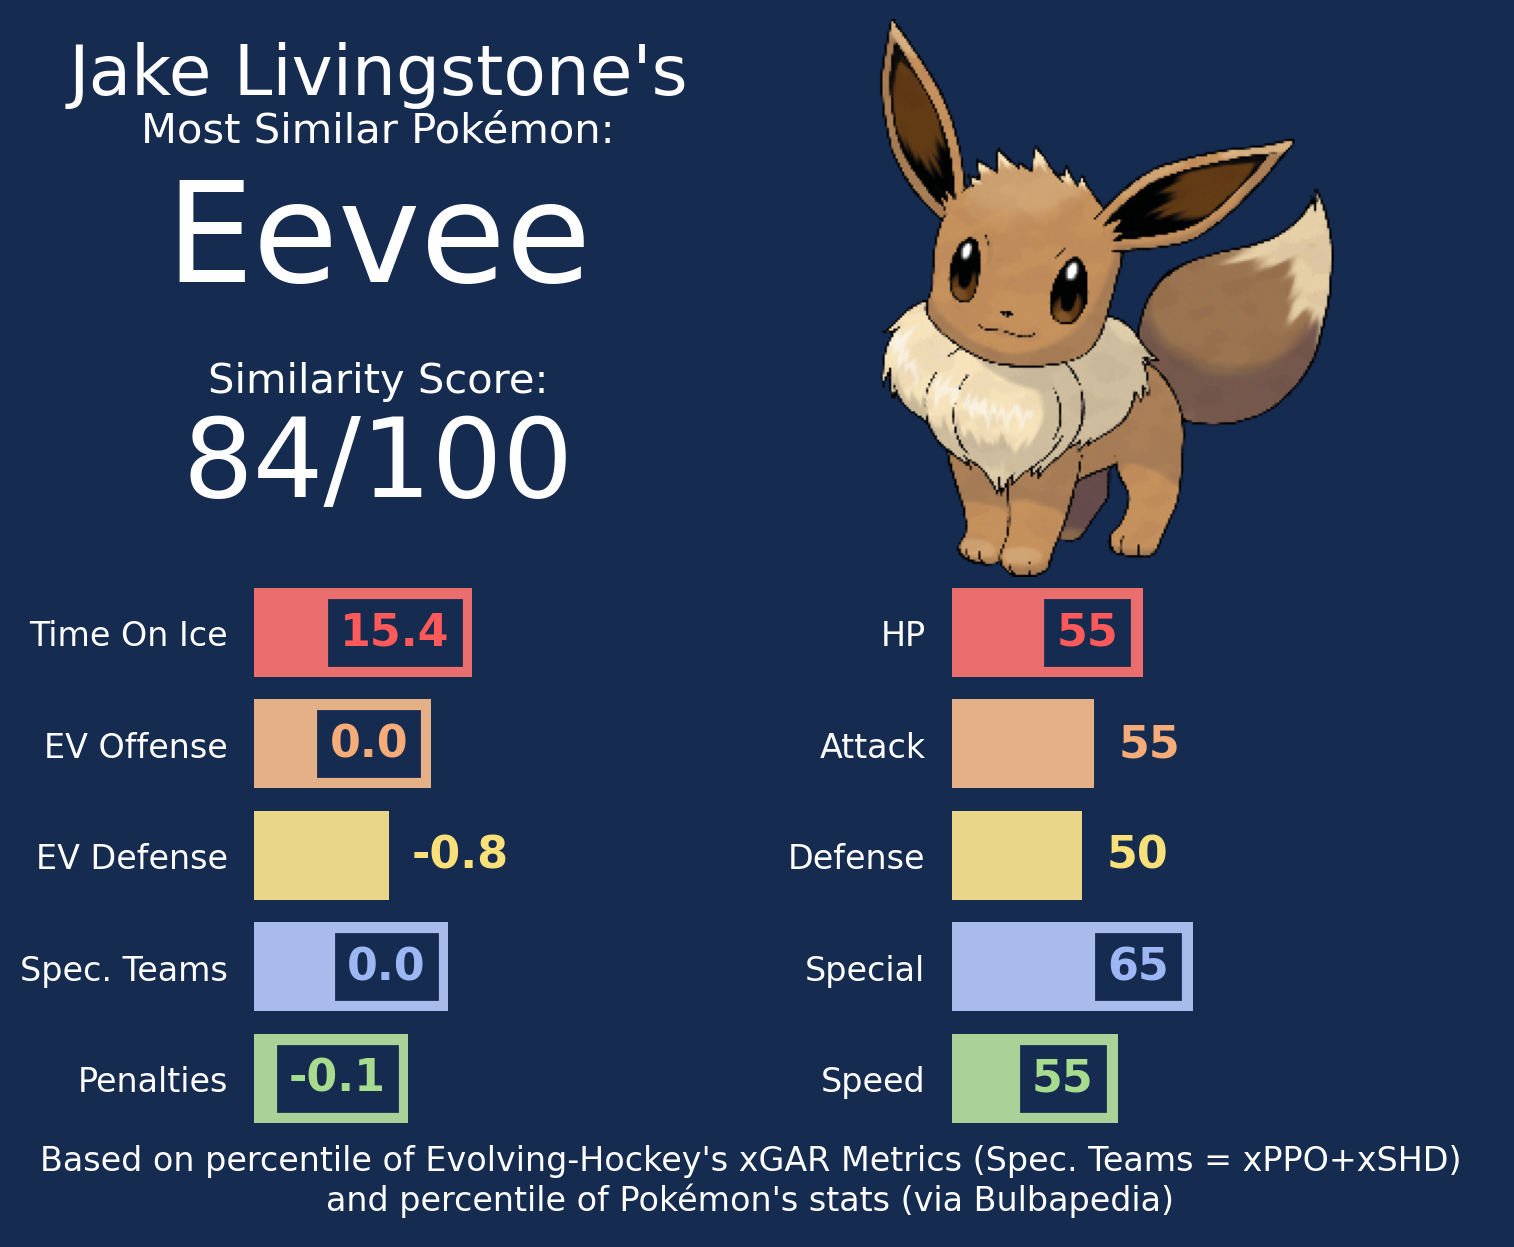 Jake Livingstone's
Most Similar Pokémon:
Eevee
Similarity Score:
84/100
Time On Ice 15.4
EV Offense 0.0
EV Defense -0.8
Spec. Teams 0.0
Penalties -0.1
HP 55
Attack 55
Defense 50
Special 65
Speed 55
Based on percentile of Evolving-Hockey's xGAR Metrics (Spec. Teams = xPPO+xSHD)
and percentile of Pokémon's stats (via Bulbapedia)